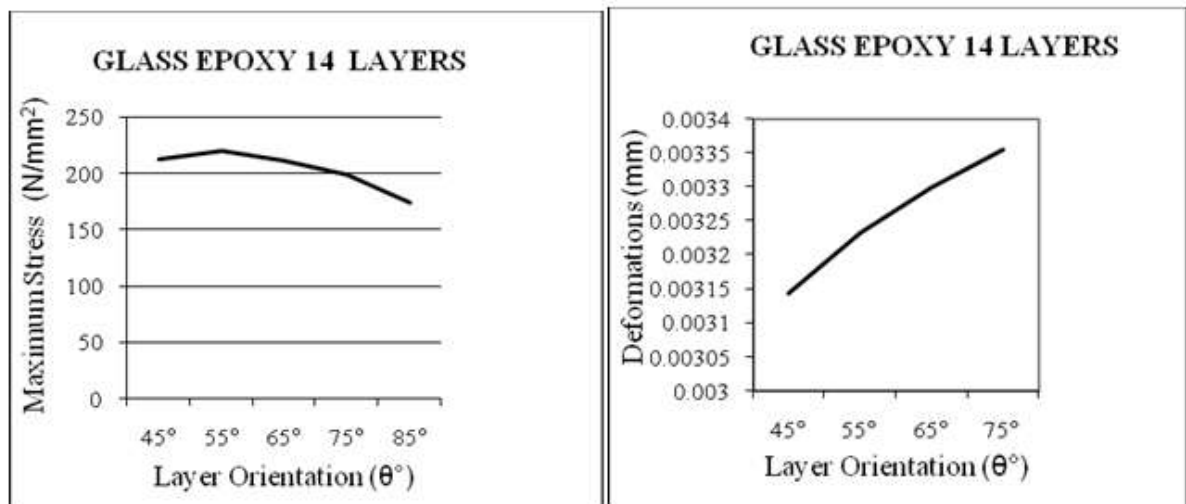 GLASS EPOXY 14 LAYERS
Maximum Stress (N/mm²)
250
200
150
100
50
0
45° 55° 65° 75° 85°
Layer Orientation (θ°)
GLASS EPOXY 14 LAYERS
Deformations (mm)
0.0034
0.00335
0.0033
0.00325
0.0032
0.00315
0.0031
0.00305
0.003
45° 55° 65° 75°
Layer Orientation (θ°)